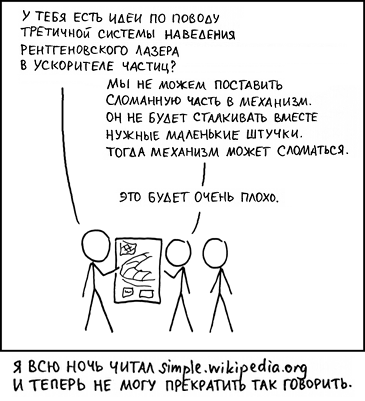 У ТЕБЯ ЕСТЬ ИДЕИ ПО ПОВОДУ
ТРЕТИЧНОЙ СИСТЕМЫ НАВЕДЕНИЯ
РЕНТГЕНОВСКОГО ЛАЗЕРА
В УСКОРИТЕЛЕ ЧАСТИЦ?
МЫ НЕ МОЖЕМ ПОСТАВИТЬ
СЛОМАННУЮ ЧАСТЬ В МЕХАНИЗМ.
ОН НЕ БУДЕТ СТАЛКИВАТЬ ВМЕСТЕ
НУЖНЫЕ МАЛЕНЬКИЕ ШТУЧКИ.
ТОГДА МЕХАНИЗМ МОЖЕТ СЛОМАТЬСЯ.
ЭТО БУДЕТ ОЧЕНЬ ПЛОХО.
Я ВСЮ НОЧЬ ЧИТАЛ simple.wikipedia.org
И ТЕПЕРЬ НЕ МОГУ ПРЕКРАТИТЬ ТАК ГОВОРИТЬ.